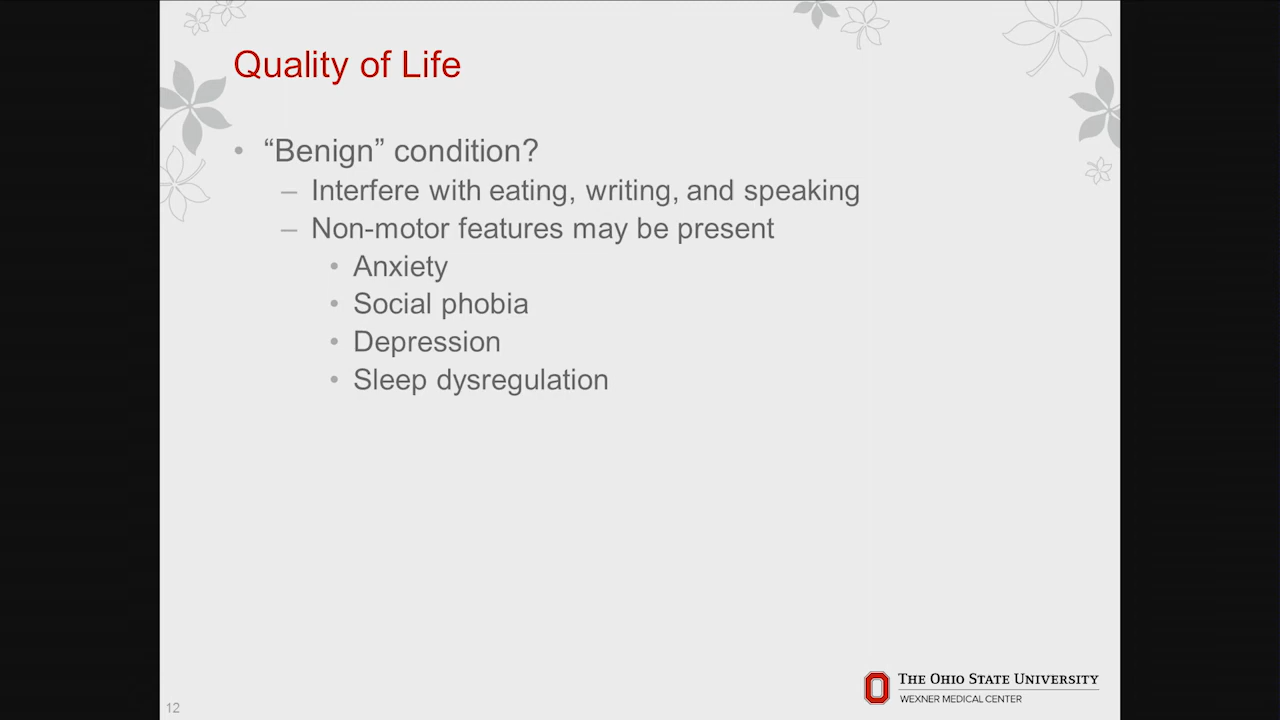 Quality of Life
• “Benign” condition?
– Interfere with eating, writing, and speaking
– Non-motor features may be present
• Anxiety
• Social phobia
• Depression
• Sleep dysregulation
THE OHIO STATE UNIVERSITY
WEXNER MEDICAL CENTER
12